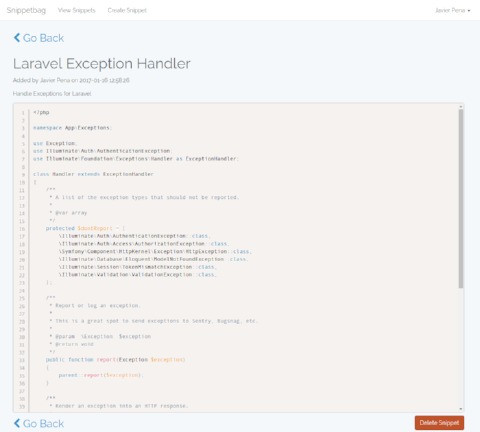 Snippetbag View Snippets Create Snippet Javier Pena
Go Back
Laravel Exception Handler
Added by Javier Pena on 2017-01-16 12:56:26
Handle Exceptions for Laravel
1 <?php
2
3 namespace App\Exceptions;
4
5 use Exception;
6 use Illuminate\Auth\AuthenticationException;
7 use Illuminate\Foundation\Exceptions\Handler as ExceptionHandler;
8
9 class Handler extends ExceptionHandler
10 {
11 /**
12 * A list of the exception types that should not be reported.
13 *
14 * @var array
15 */
16 protected $dontReport = [
17 \Illuminate\Auth\AuthenticationException::class,
18 \Illuminate\Auth\Access\AuthorizationException::class,
19 \Symfony\Component\HttpKernel\Exception\HttpException::class,
20 \Illuminate\Database\Eloquent\ModelNotFoundException::class,
21 \Illuminate\Session\TokenMismatchException::class,
22 \Illuminate\Validation\ValidationException::class,
23 ];
24
25 /**
26 * Report or log an exception.
27 *
28 * This is a great spot to send exceptions to Sentry, Bugsnag, etc.
29 *
30 * @param \Exception $exception
31 * @return void
32 */
33 public function report(Exception $exception)
34 {
35 parent::report($exception);
36 }
37
38 /**
39 * Render an exception into an HTTP response.
Go Back Delete Snippet